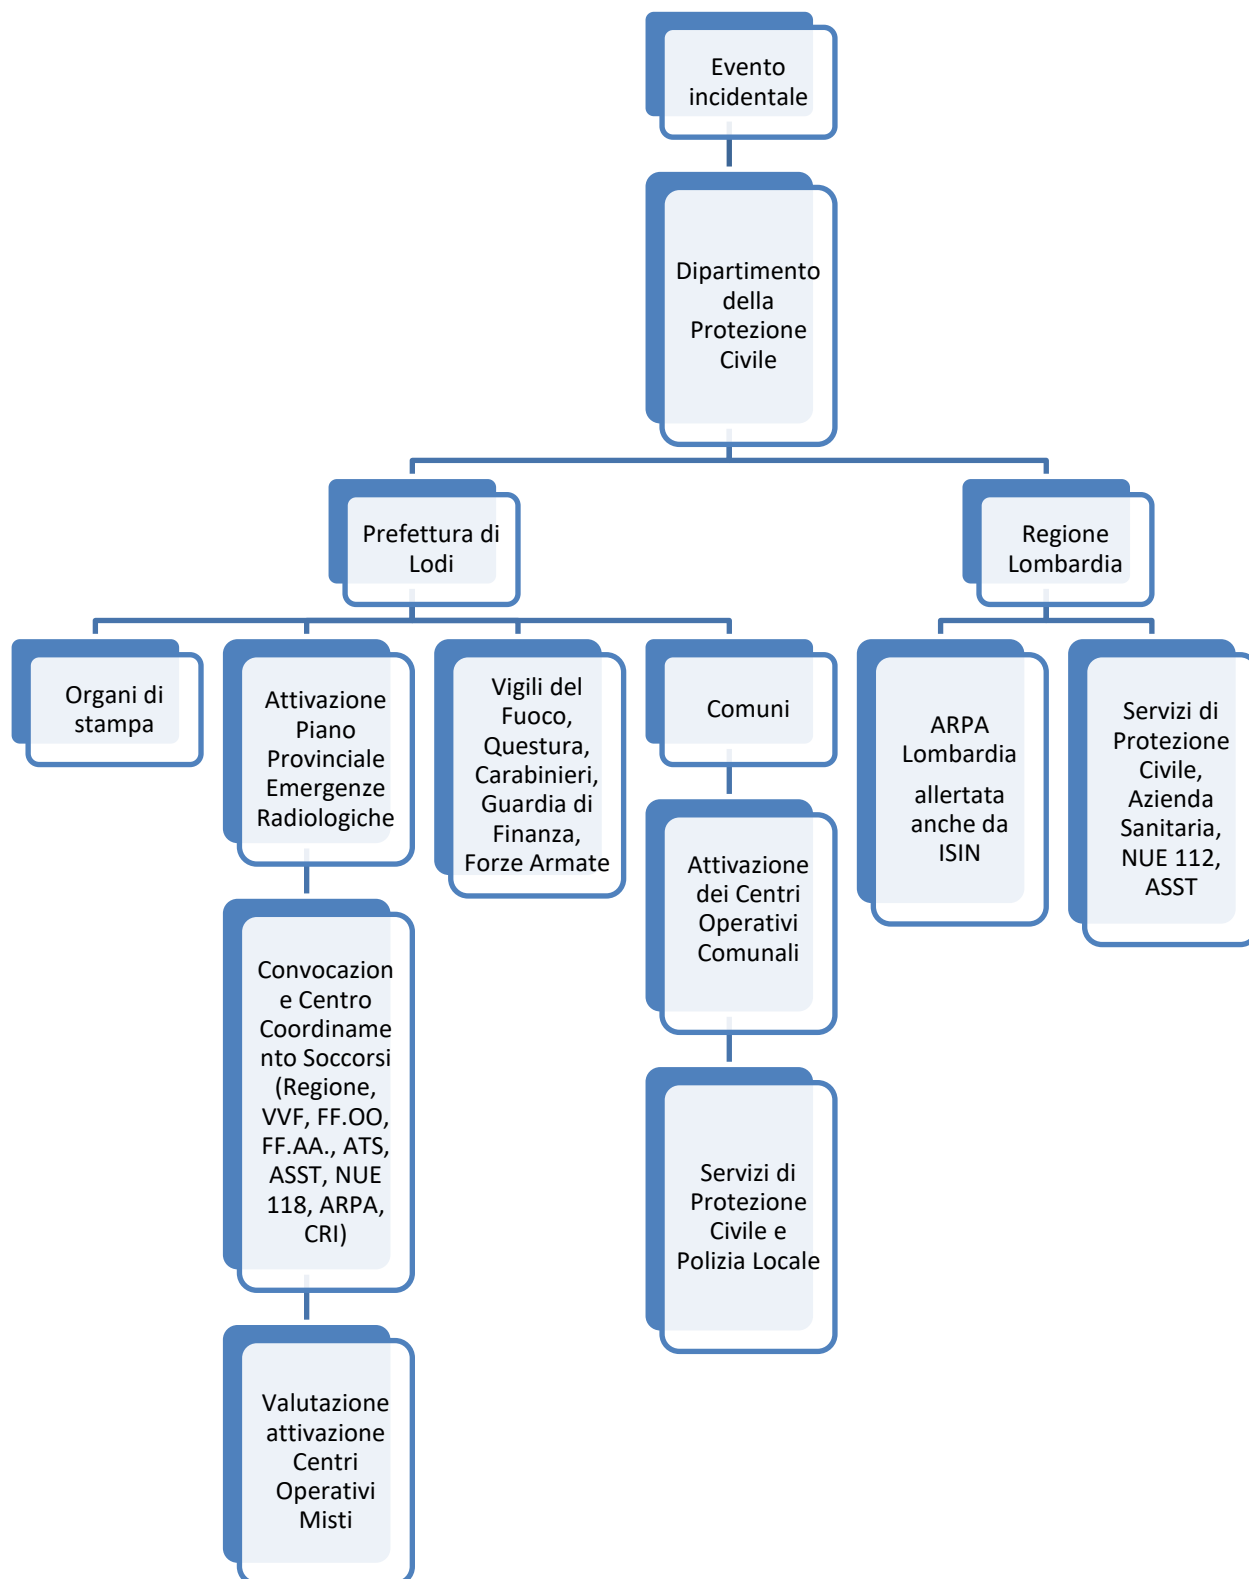 Evento
incidentale
Dipartimento
della
Protezione
Civile
Prefettura di
Lodi
Regione
Lombardia
Organi di
stampa
Attivazione
Piano
Provinciale
Emergenze
Radiologiche
Vigili del
Fuoco,
Questura,
Carabinieri,
Guardia di
Finanza,
Forze Armate
Comuni
ARPA
Lombardia
allertata
anche da
ISIN
Servizi di
Protezione
Civile,
Azienda
Sanitaria,
NUE 112,
ASST
Convocazion
e Centro
Coordiname
nto Soccorsi
(Regione,
VVF, FF.OO,
FF.AA., ATS,
ASST, NUE
118, ARPA,
CRI)
Attivazione
dei Centri
Operativi
Comunali
Servizi di
Protezione
Civile e
Polizia Locale
Valutazione
attivazione
Centri
Operativi
Misti